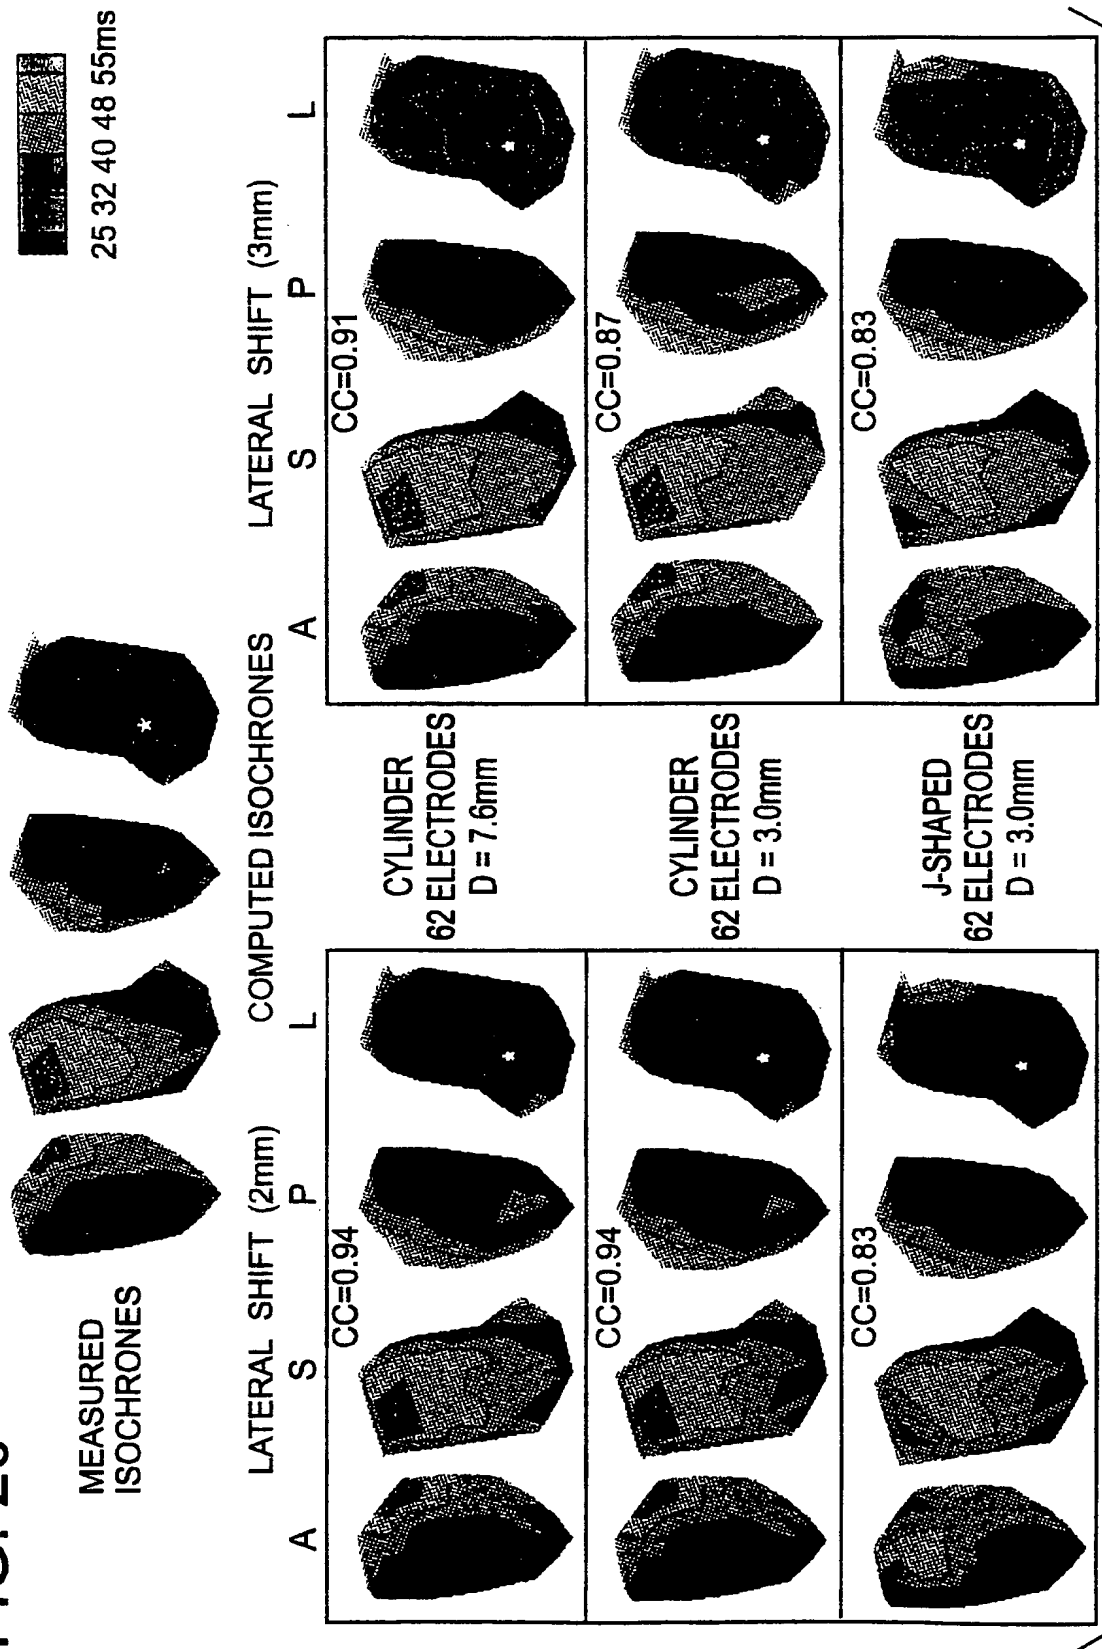 25 32 40 48 55ms
MEASURED
ISOCHRONES
COMPUTED ISOCHRONES
LATERAL SHIFT (2mm)
LATERAL SHIFT (3mm)
A S P L
A S P L
CC=0.94
CYLINDER
62 ELECTRODES
D = 7.6mm
CC=0.91
CC=0.94
CYLINDER
62 ELECTRODES
D = 3.0mm
CC=0.87
CC=0.83
J-SHAPED
62 ELECTRODES
D = 3.0mm
CC=0.83